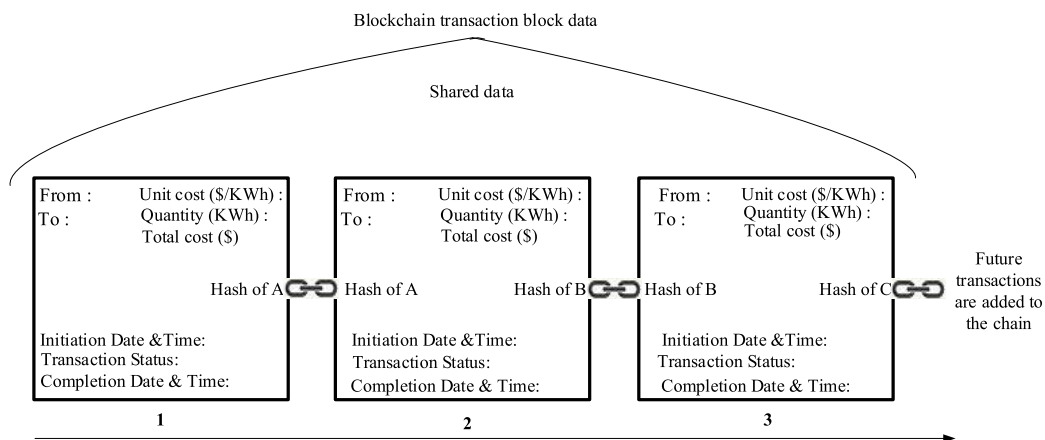 Blockchain transaction block data
Shared data
From :
Unit cost ($/KWh) :
To :
Quantity (KWh) :
Total cost ($)
Hash of A
Initiation Date &Time:
Transaction Status:
Completion Date & Time:
1
From :
Unit cost ($/KWh) :
To :
Quantity (KWh) :
Total cost ($)
Hash of A
Hash of B
Initiation Date &Time:
Transaction Status:
Completion Date & Time:
2
From :
Unit cost ($/KWh) :
To :
Quantity (KWh) :
Total cost ($)
Hash of B
Hash of C
Initiation Date &Time:
Transaction Status:
Completion Date & Time:
3
Future
transactions
are added to
the chain